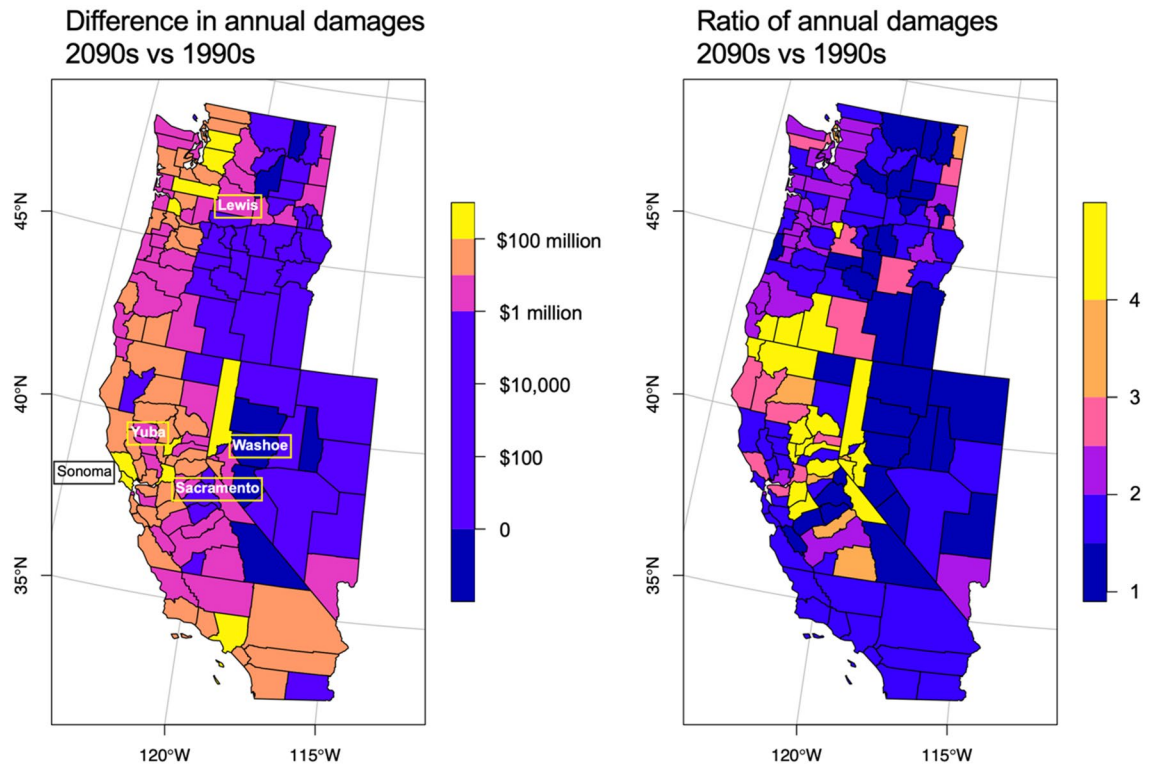 Difference in annual damages
2090s vs 1990s
45°N
40°N
35°N
120°W
115°W
Lewis
Yuba
Washoe
Sonoma
Sacramento
$100 million
$1 million
$10,000
$100
0
Ratio of annual damages
2090s vs 1990s
45°N
40°N
35°N
120°W
115°W
4
3
2
1